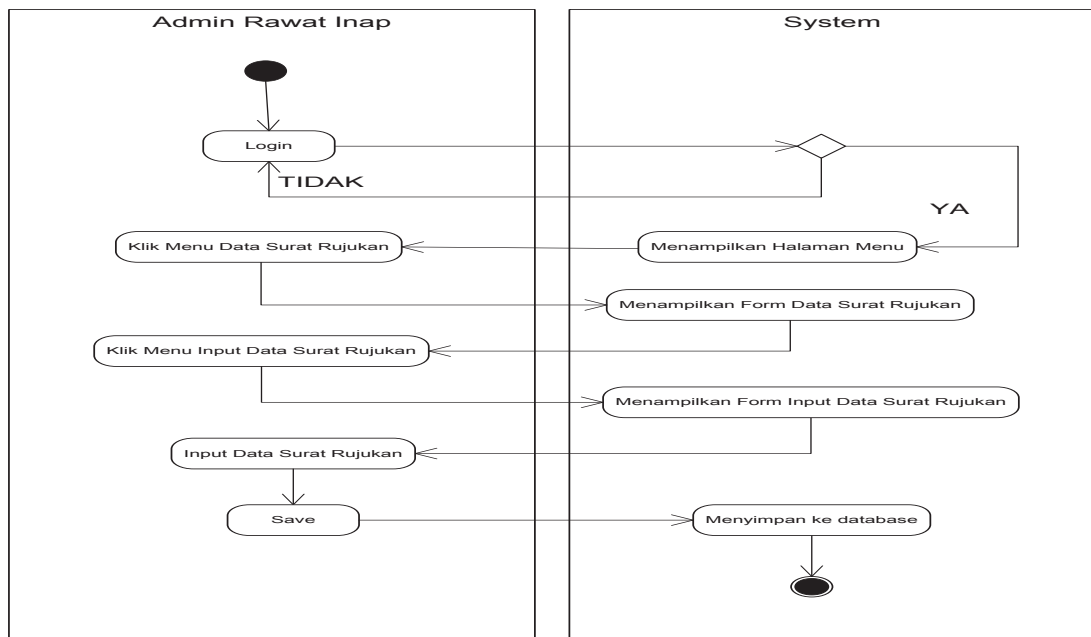 Admin Rawat Inap
System
Login
TIDAK
YA
Klik Menu Data Surat Rujukan
Menampilkan Halaman Menu
Menampilkan Form Data Surat Rujukan
Klik Menu Input Data Surat Rujukan
Menampilkan Form Input Data Surat Rujukan
Input Data Surat Rujukan
Save
Menyimpan ke database